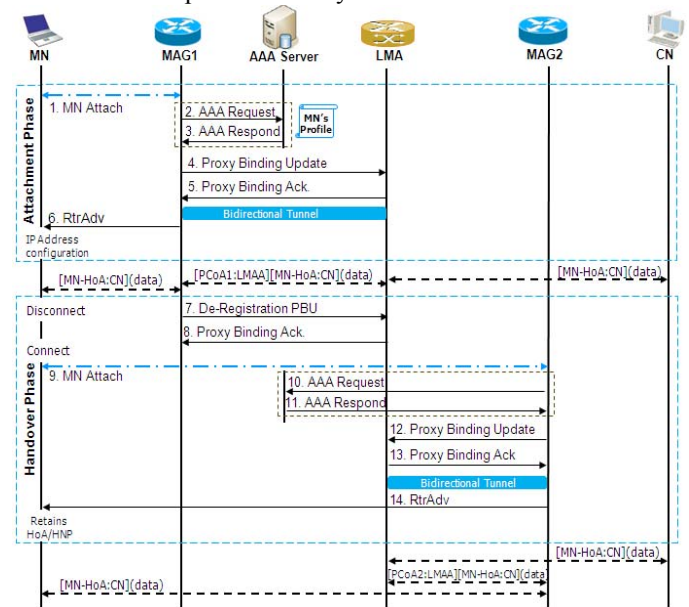 MN
MAG1
AAA Server
LMA
MAG2
CN
Attachment Phase
1. MN Attach
2. AAA Request
MN's
Profile
3. AAA Respond
4. Proxy Binding Update
5. Proxy Binding Ack.
Bidirectional Tunnel
6. RtrAdv
IP Address
configuration
[MN-HoA:CN](data)
[PCoA1:LMAA][MN-HoA:CN](data)
[MN-HoA:CN](data)
Disconnect
7. De-Registration PBU
8. Proxy Binding Ack.
Connect
Handover Phase
9. MN Attach
10. AAA Request
11. AAA Respond
12. Proxy Binding Update
13. Proxy Binding Ack
Bidirectional Tunnel
14. RtrAdv
Retains
HoA/HNP
[MN-HoA:CN](data)
[PCoA2:LMAA][MN-HoA:CN](data)
[MN-HoA:CN](data)